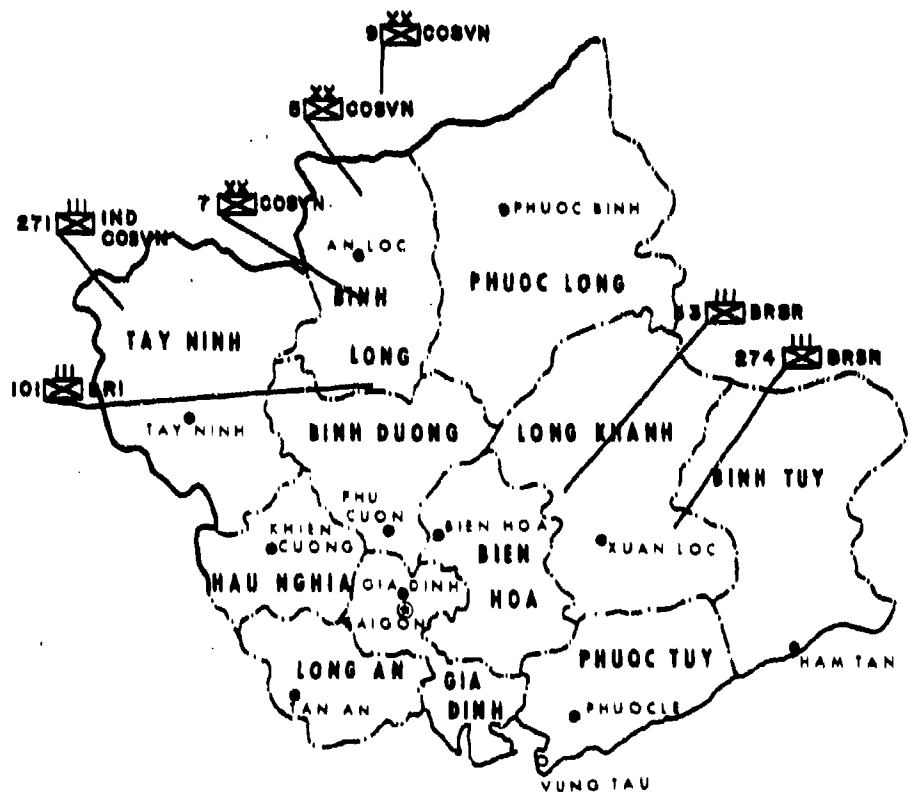 9 COSVN
5 COSVN
7 COSVN
271 IND
COSVN
PHUOC BINH
AN LOC
BINH
PHUOC LONG
TAY NINH
33 BRSR
LONG
274 BRSN
101 BRI
TAY NINH
BINH DUONG
LONG KHANH
BINH TUY
PHU
CUON
KHIEN
CUONG
BIEN HOA
XUAN LOC
BIEN
HAU NGHIA
GIA DINH
HOA
SAIGON
LONG AN
GIA
PHUOC TUY
HAM TAN
TAN AN
DINH
PHUOCLE
VUNG TAU